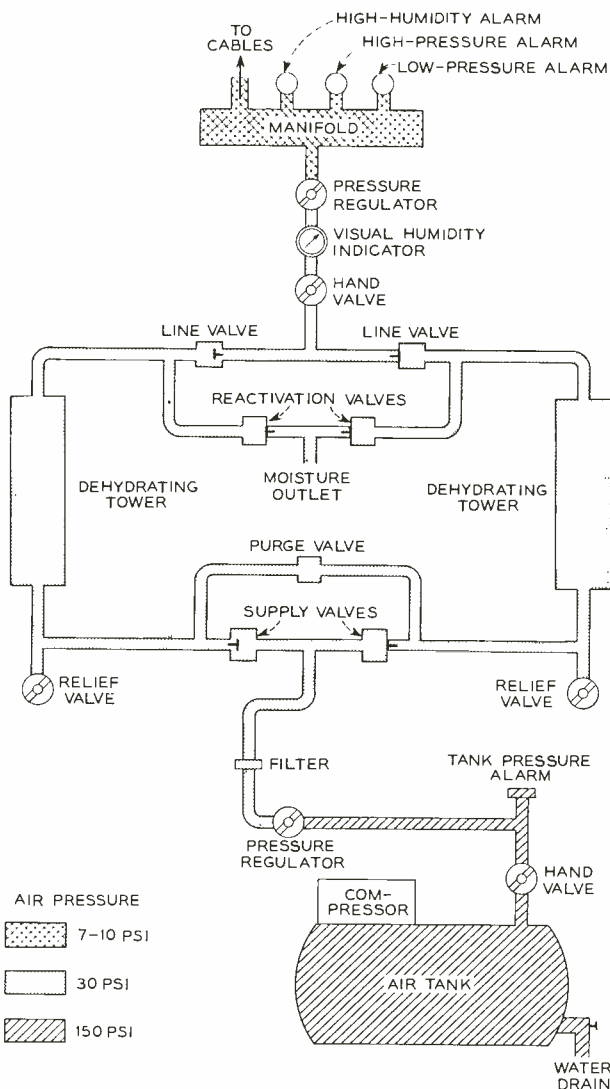 TO
CABLES
HIGH-HUMIDITY ALARM
HIGH-PRESSURE ALARM
LOW-PRESSURE ALARM
MANIFOLD
PRESSURE
REGULATOR
VISUAL HUMIDITY
INDICATOR
HAND
VALVE
LINE VALVE
LINE VALVE
REACTIVATION VALVES
MOISTURE
OUTLET
DEHYDRATING
TOWER
DEHYDRATING
TOWER
PURGE VALVE
SUPPLY VALVES
RELIEF
VALVE
RELIEF
VALVE
FILTER
TANK PRESSURE
ALARM
PRESSURE
REGULATOR
HAND
VALVE
COM-
PRESSOR
AIR TANK
WATER
DRAIN
AIR PRESSURE
7-10 PSI
30 PSI
150 PSI